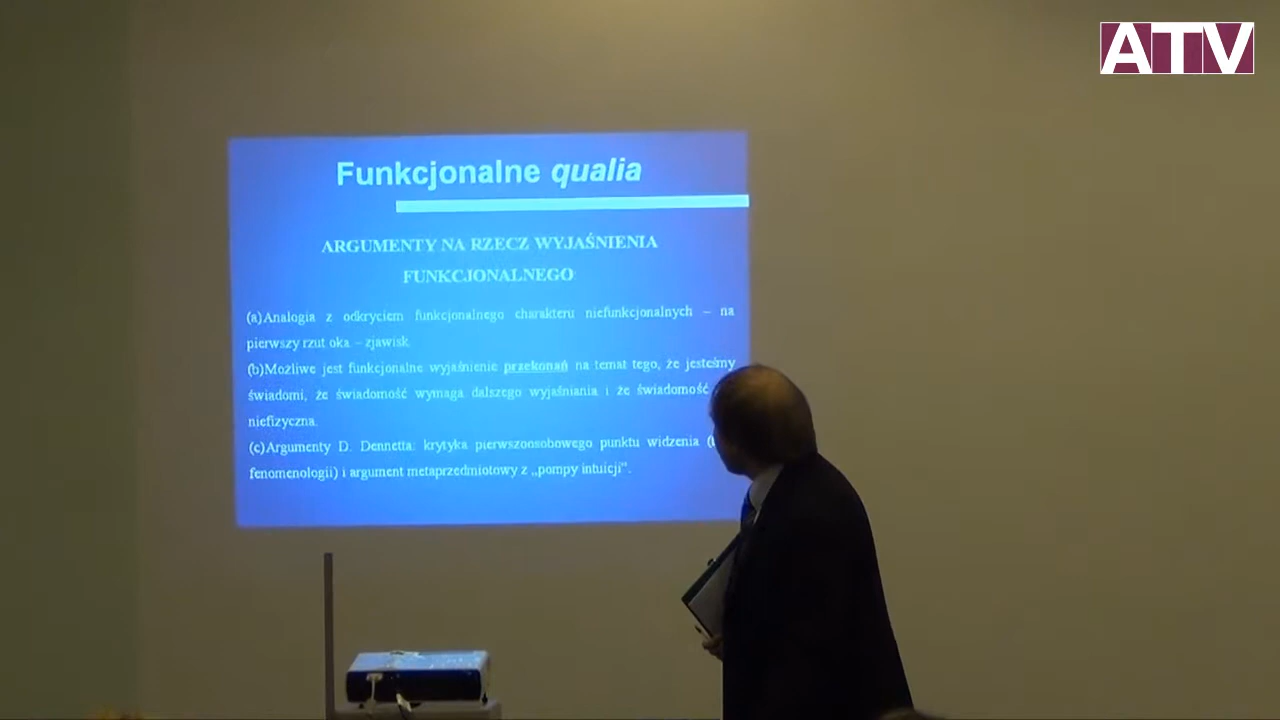 ATV
Funkcjonalne qualia
ARGUMENTY NA RZECZ WYJAŚNIENIA
FUNKCJONALNEGO
(a)Analogia z odkryciem funkcjonalnego charakteru niefunkcjonalnych – na
pierwszy rzut oka – zjawisk.
(b)Możliwe jest funkcjonalne wyjaśnienie przekonań na temat tego, że jesteśmy
świadomi, że świadomość wymaga dalszego wyjaśniania i że świadomość
niefizyczna.
(c)Argumenty D. Dennetta: krytyka pierwszoosobowego punktu widzenia
fenomenologii) i argument metaprzedmiotowy z „pompy intuicji”.